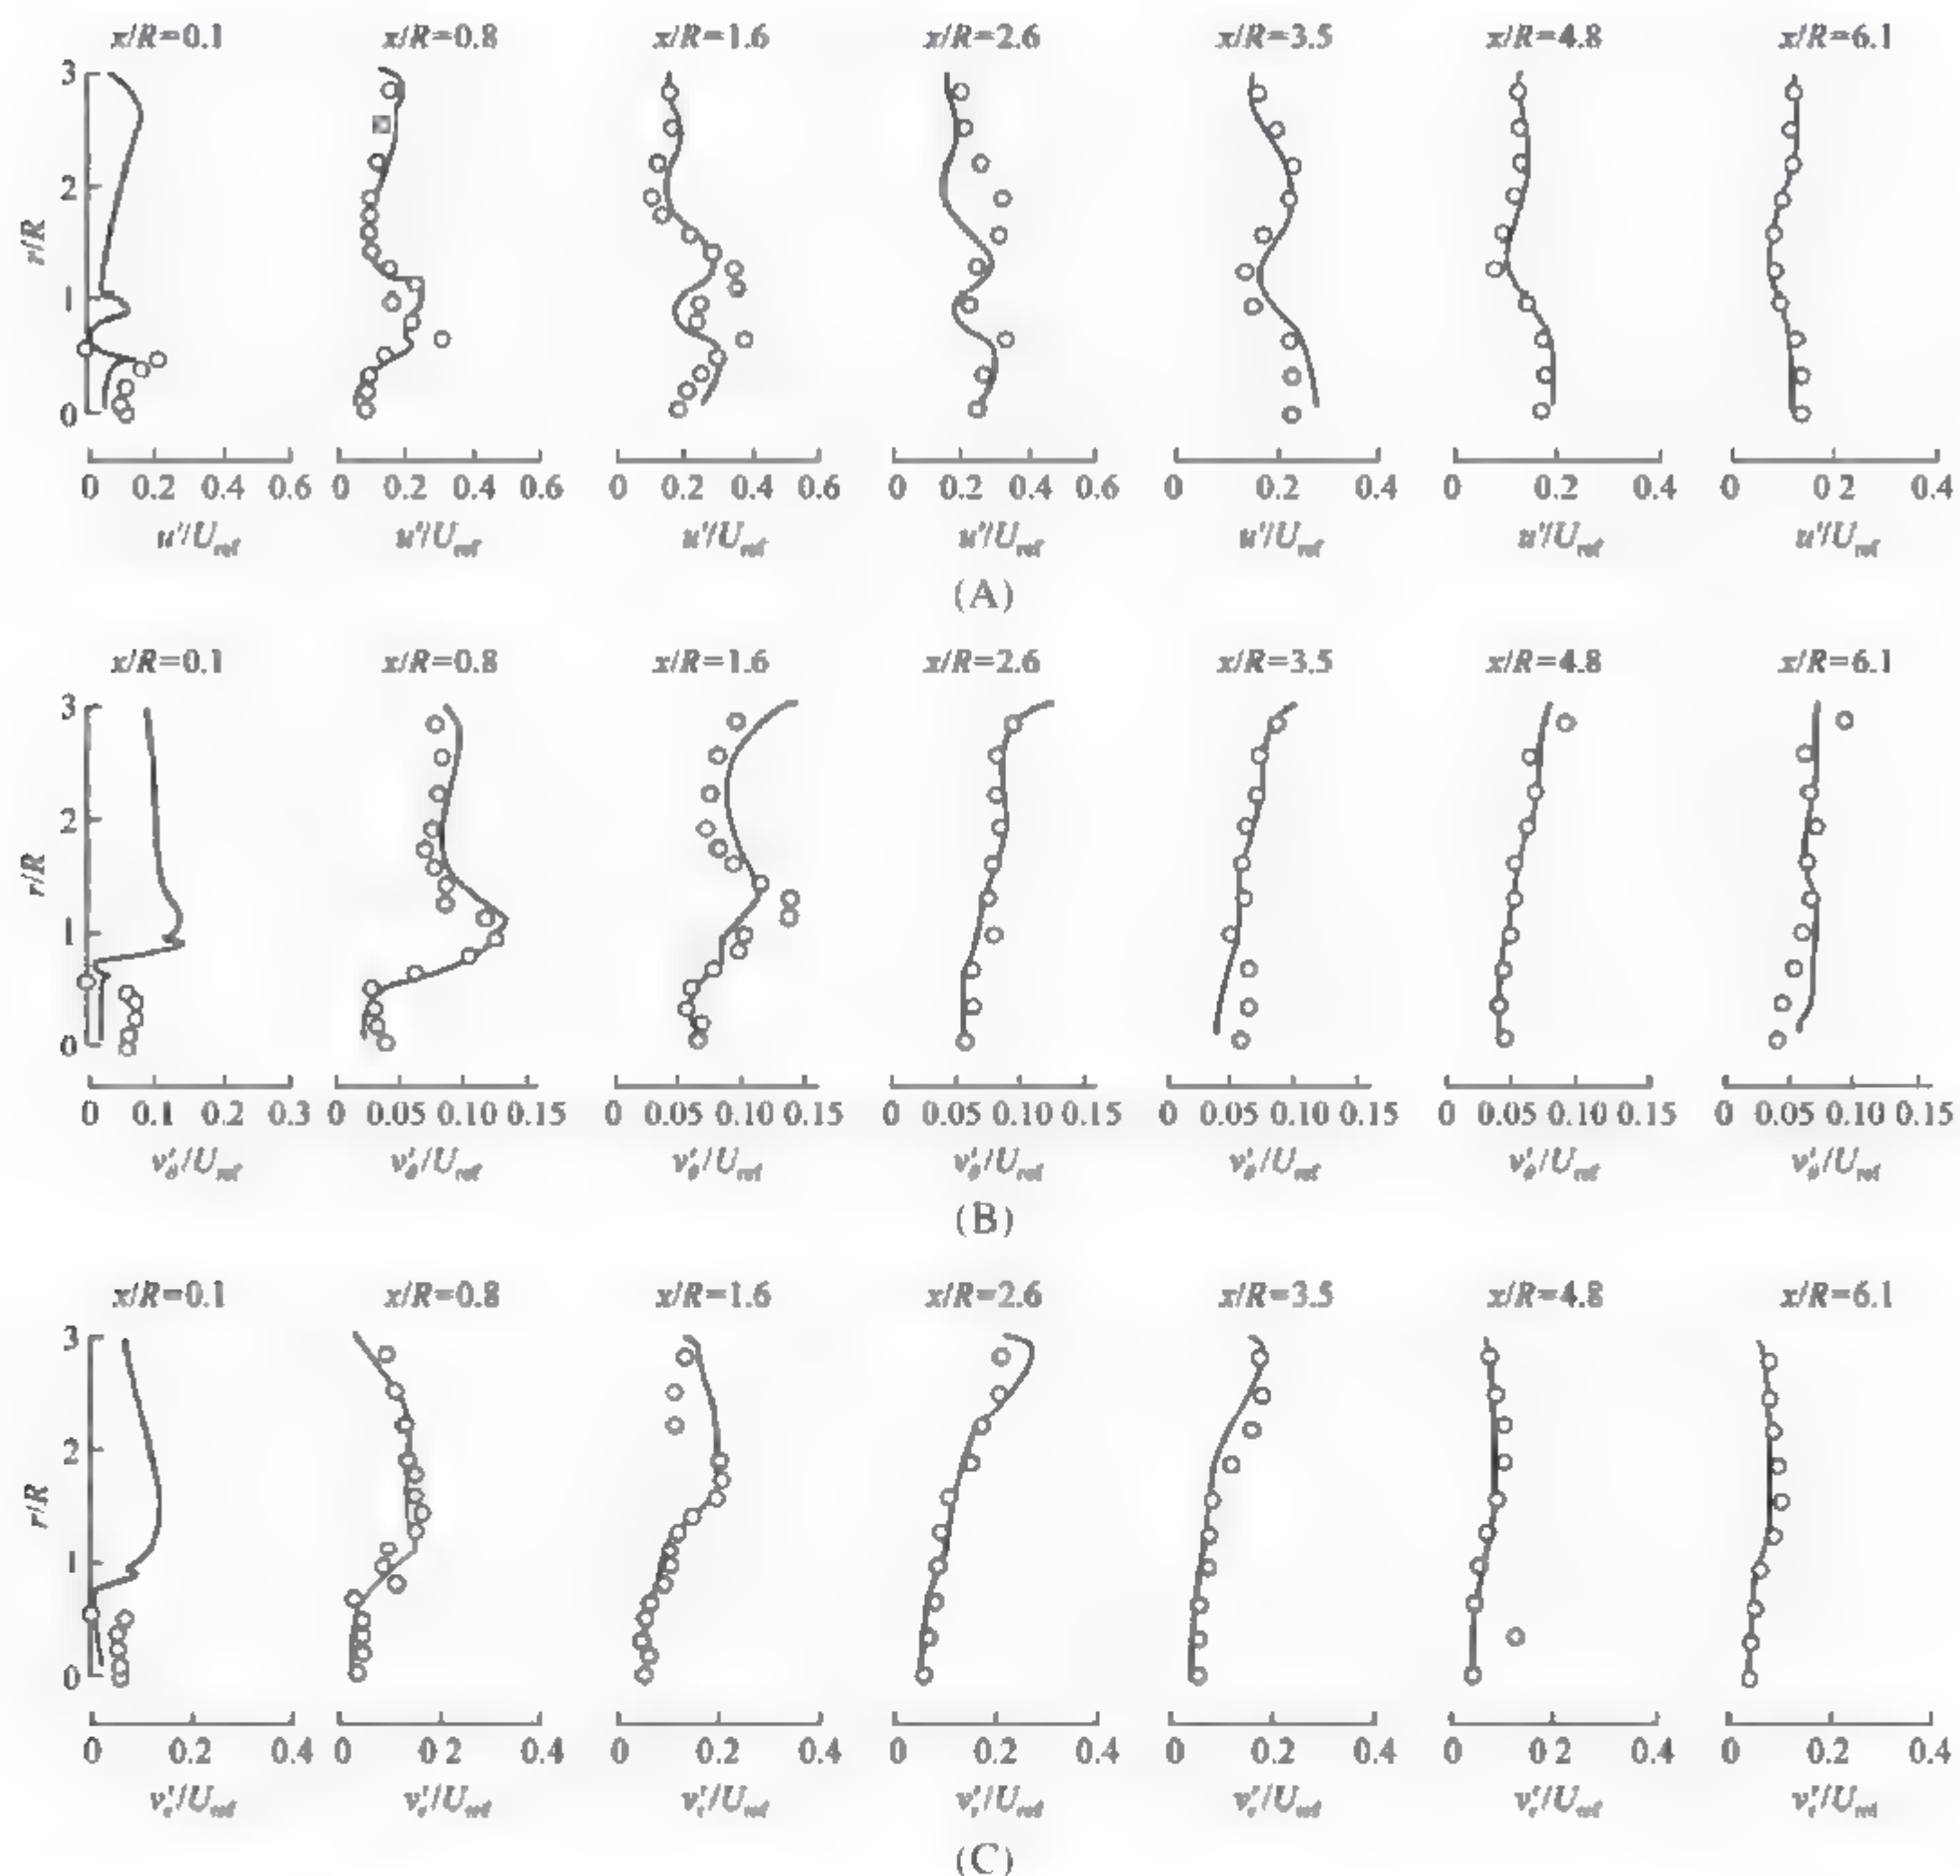 x/R=0.1 x/R=0.8 x/R=1.6 x/R=2.6 x/R=3.5 x/R=4.8 x/R=6.1
3
2
r/R
1
0
0 0.2 0.4 0.6 0 0.2 0.4 0.6 0 0.2 0.4 0.6 0 0.2 0.4 0.6 0 0.2 0.4 0 0.2 0.4 0 0 2 0.4
u'/U_ref u'/U_ref u'/U_ref u'/U_ref u'/U_ref u'/U_ref u'/U_ref
(A)
x/R=0.1 x/R=0.8 x/R=1.6 x/R=2.6 x/R=3.5 x/R=4.8 x/R=6.1
3
2
r/R
1
0
0 0.1 0.2 0.3 0 0.05 0.10 0.15 0 0.05 0.10 0.15 0 0.05 0.10 0.15 0 0.05 0.10 0.15 0 0.05 0.10 0.15 0 0.05 0.10 0.15
v'_θ/U_ref v'_θ/U_ref v'_θ/U_ref v'_θ/U_ref v'_θ/U_ref v'_θ/U_ref v'_θ/U_ref
(B)
x/R=0.1 x/R=0.8 x/R=1.6 x/R=2.6 x/R=3.5 x/R=4.8 x/R=6.1
3
2
r/R
1
0
0 0.2 0.4 0 0.2 0.4 0 0.2 0.4 0 0.2 0.4 0 0.2 0.4 0 0.2 0.4 0 0.2 0.4
v'_r/U_ref v'_r/U_ref v'_r/U_ref v'_r/U_ref v'_r/U_ref v'_r/U_ref v'_r/U_ref
(C)